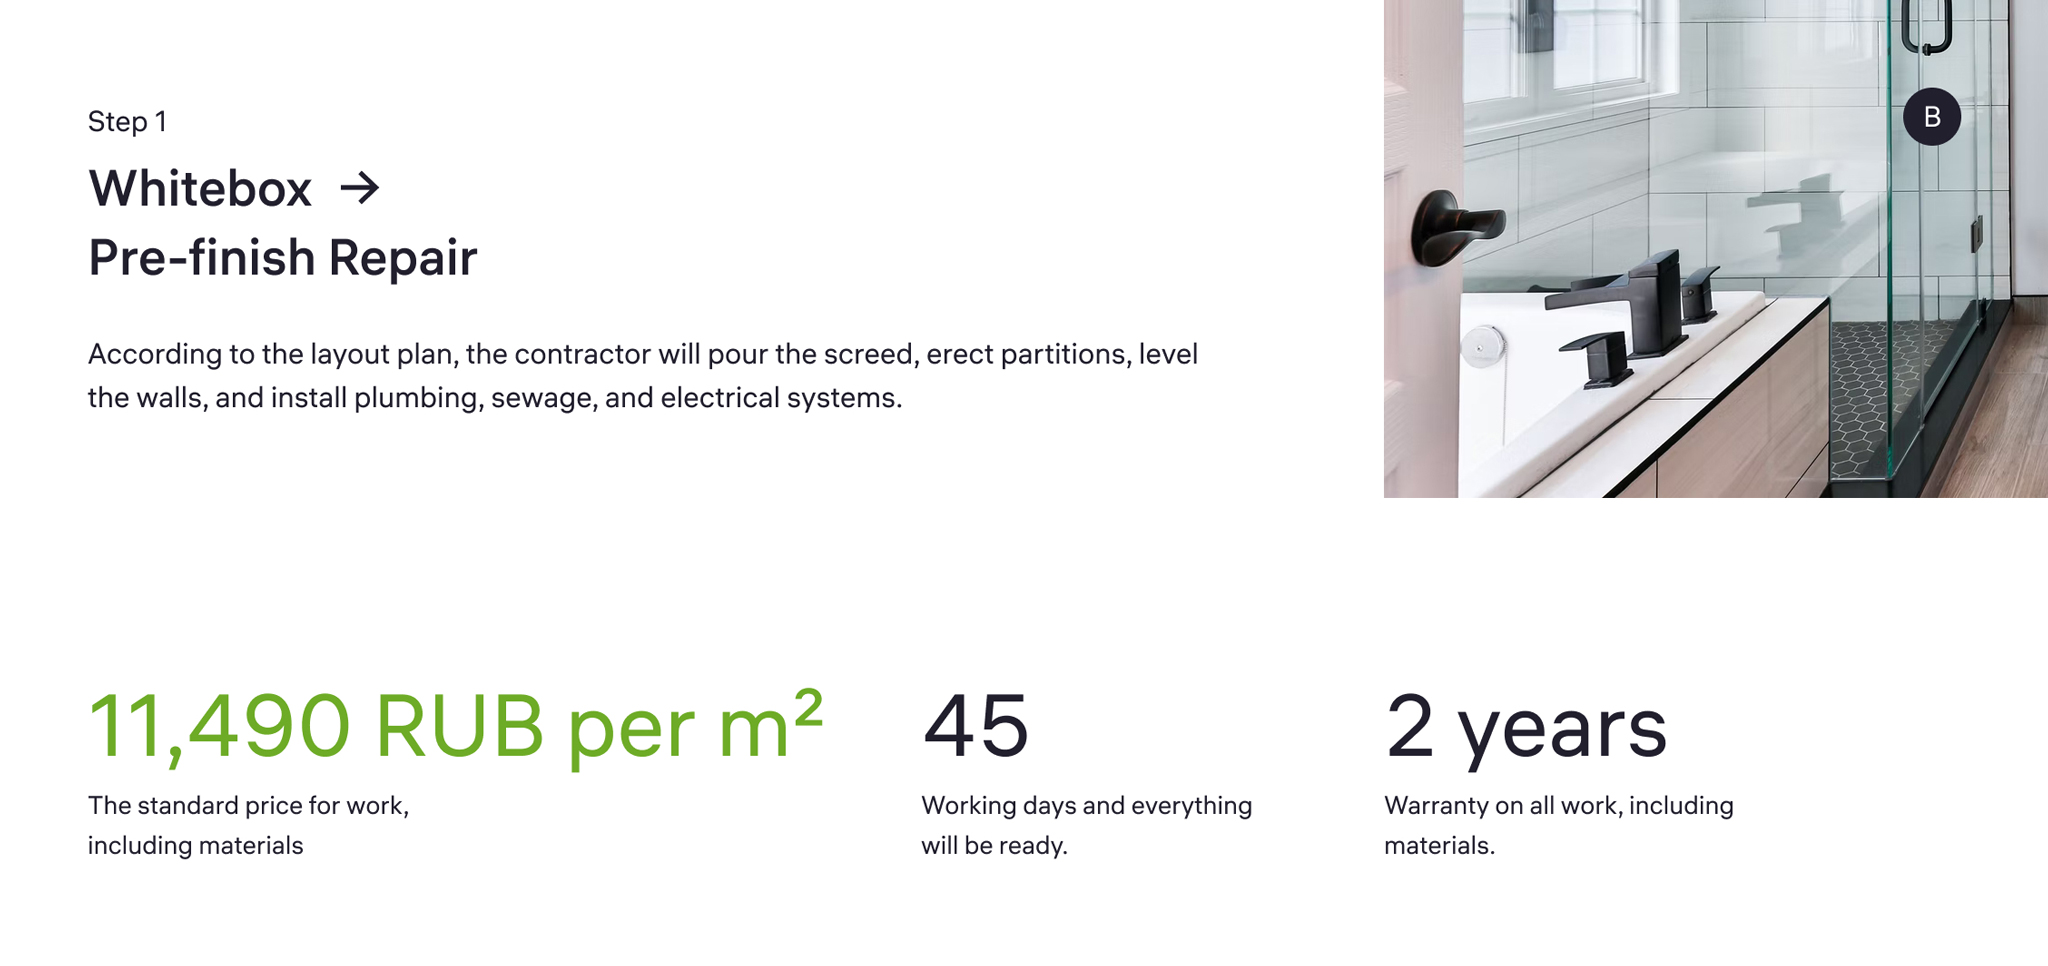 Step 1
Whitebox →
Pre-finish Repair
According to the layout plan, the contractor will pour the screed, erect partitions, level
the walls, and install plumbing, sewage, and electrical systems.
B
11,490 RUB per m²
The standard price for work,
including materials
45
Working days and everything
will be ready.
2 years
Warranty on all work, including
materials.